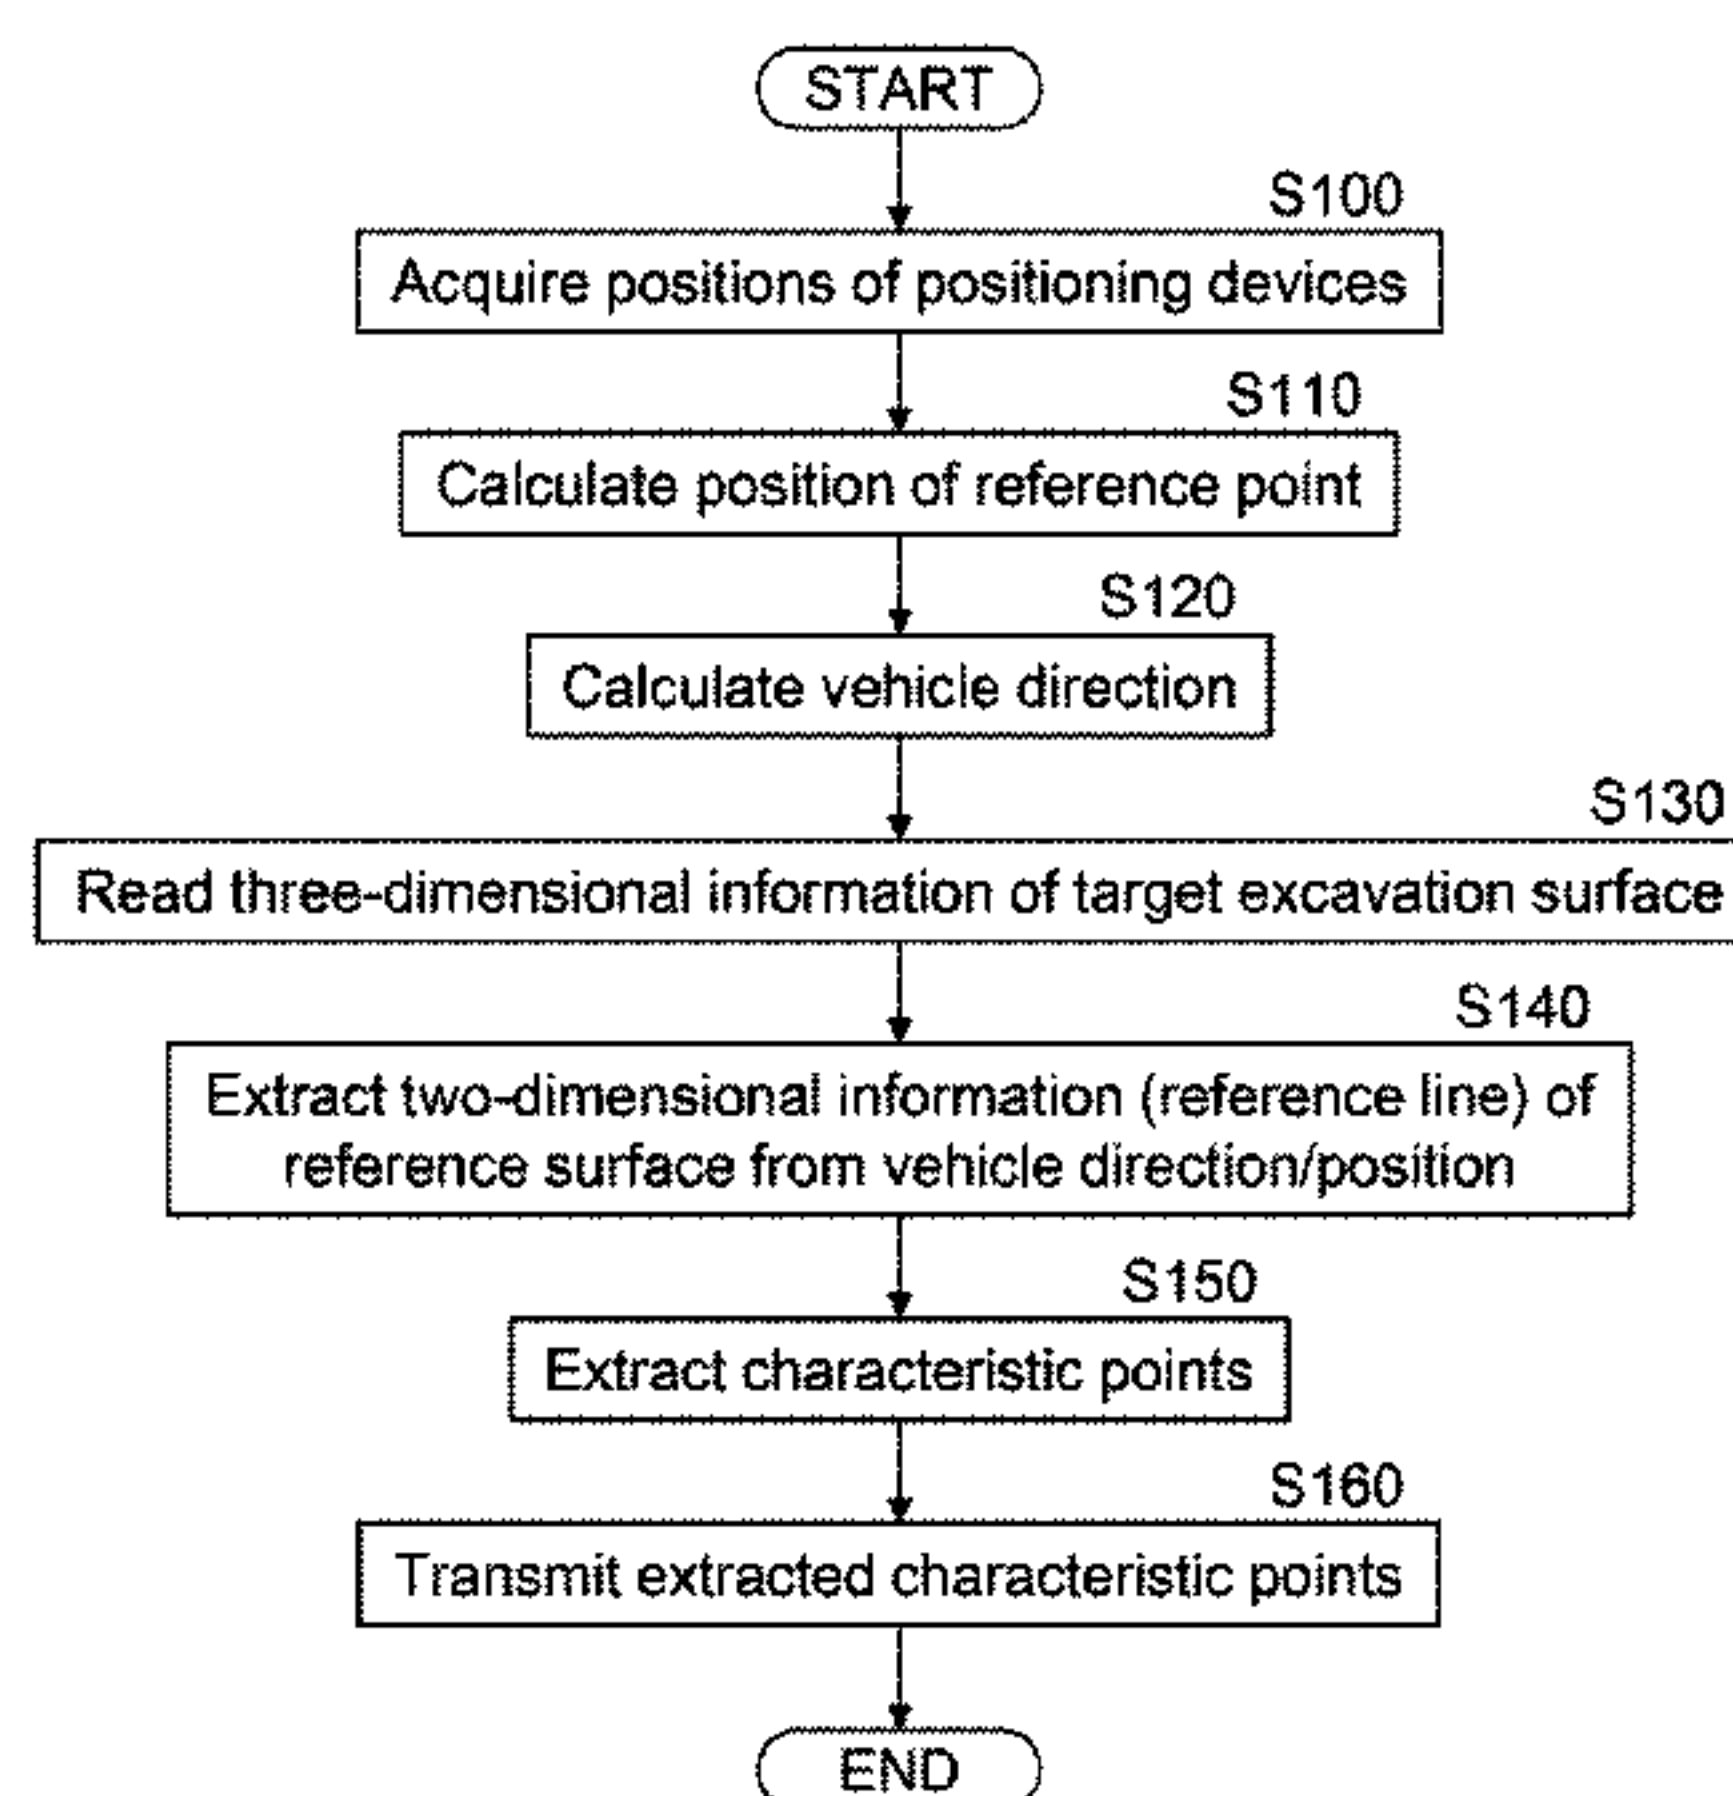 START
S100
Acquire positions of positioning devices
S110
Calculate position of reference point
S120
Calculate vehicle direction
S130
Read three-dimensional information of target excavation surface
S140
Extract two-dimensional information (reference line) of
reference surface from vehicle direction/position
S150
Extract characteristic points
S160
Transmit extracted characteristic points
END